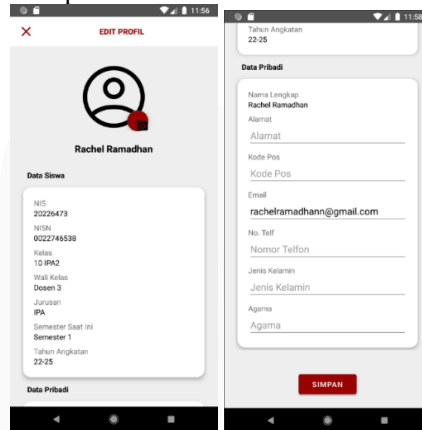 11:56
EDIT PROFIL
Rachel Ramadhan
Data Siswa
NIS
20226473
NISN
0022746538
Kelas
10 IPA2
Wali Kelas
Dosen 3
Jurusan
IPA
Semester Saat Ini
Semester 1
Tahun Angkatan
22-25
Data Pribadi
11:58
Tahun Angkatan
22-25
Data Pribadi
Nama Lengkap
Rachel Ramadhan
Alamat
Alamat
Kode Pos
Kode Pos
Email
rachelramadhann@gmail.com
No. Telf
Nomor Telfon
Jenis Kelamin
Jenis Kelamin
Agama
Agama
SIMPAN